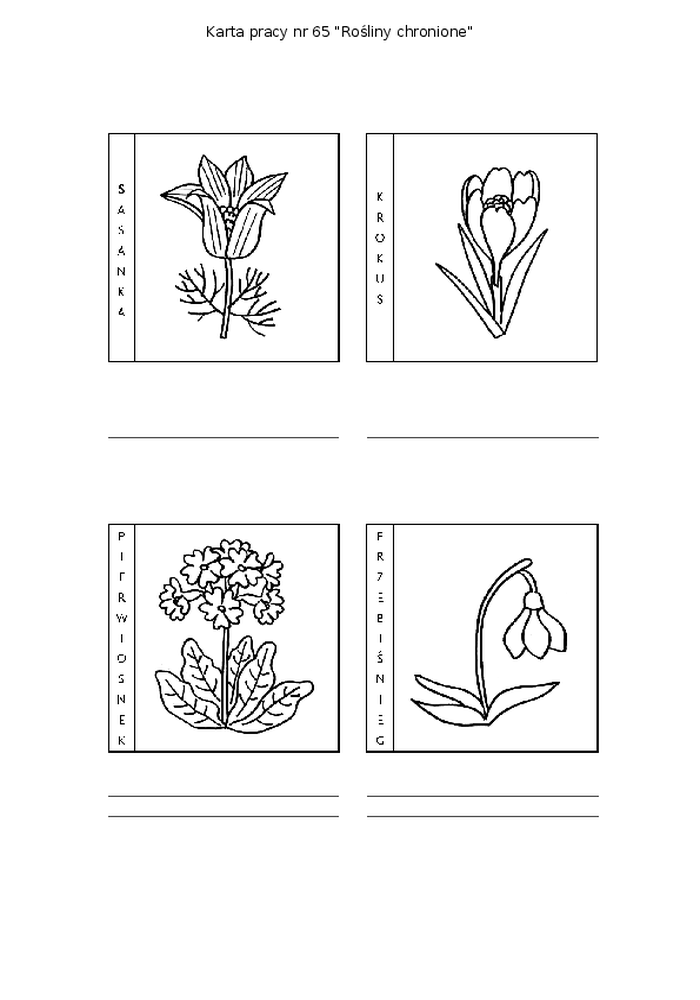 Karta pracy nr 65 "Rośliny chronione"
SASANKA
KROKUS
PIERWIOSNEK
PRZEBIŚNIEG